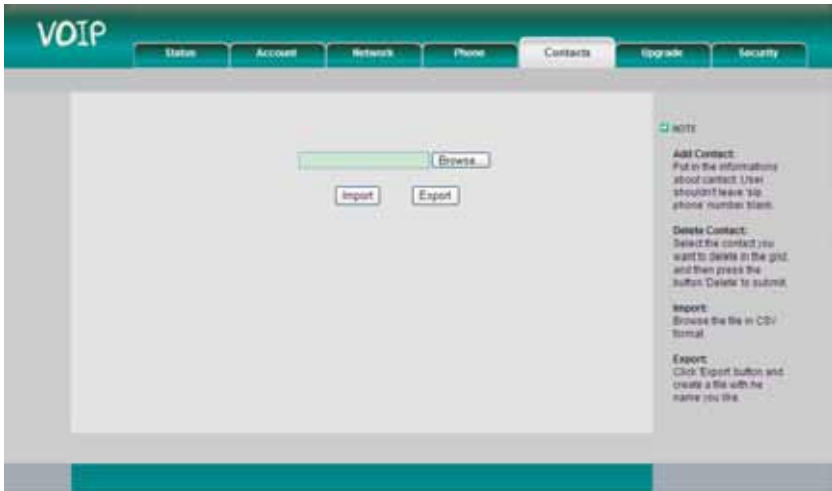 VOIP
Status Account Network Phone Contacts Upgrade Security
Browse...
Import Export
NOTE
Add Contact:
Put in the informations
about contact. User
shouldn't leave 'sip
phone' number blank.
Delete Contact:
Select the contact you
want to delete in the grid,
and then press the
button 'Delete' to submit.
Import:
Browse the file in CSV
format.
Export:
Click 'Export' button and
create a file with he
name you like.